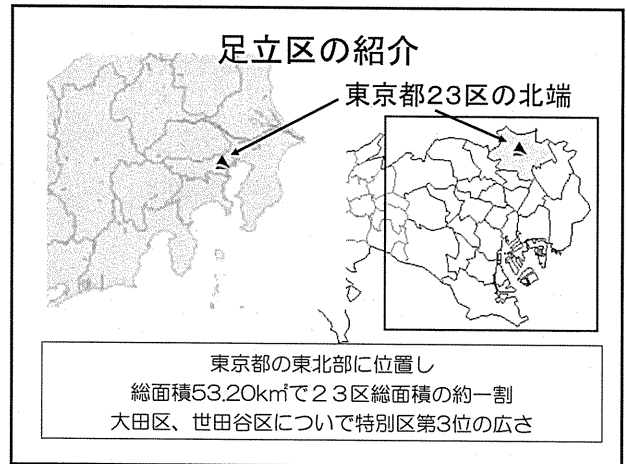 足立区の紹介
東京都23区の北端
東京都の東北部に位置し
総面積53.20k㎡で２３区総面積の約一割
大田区、世田谷区についで特別区第3位の広さ